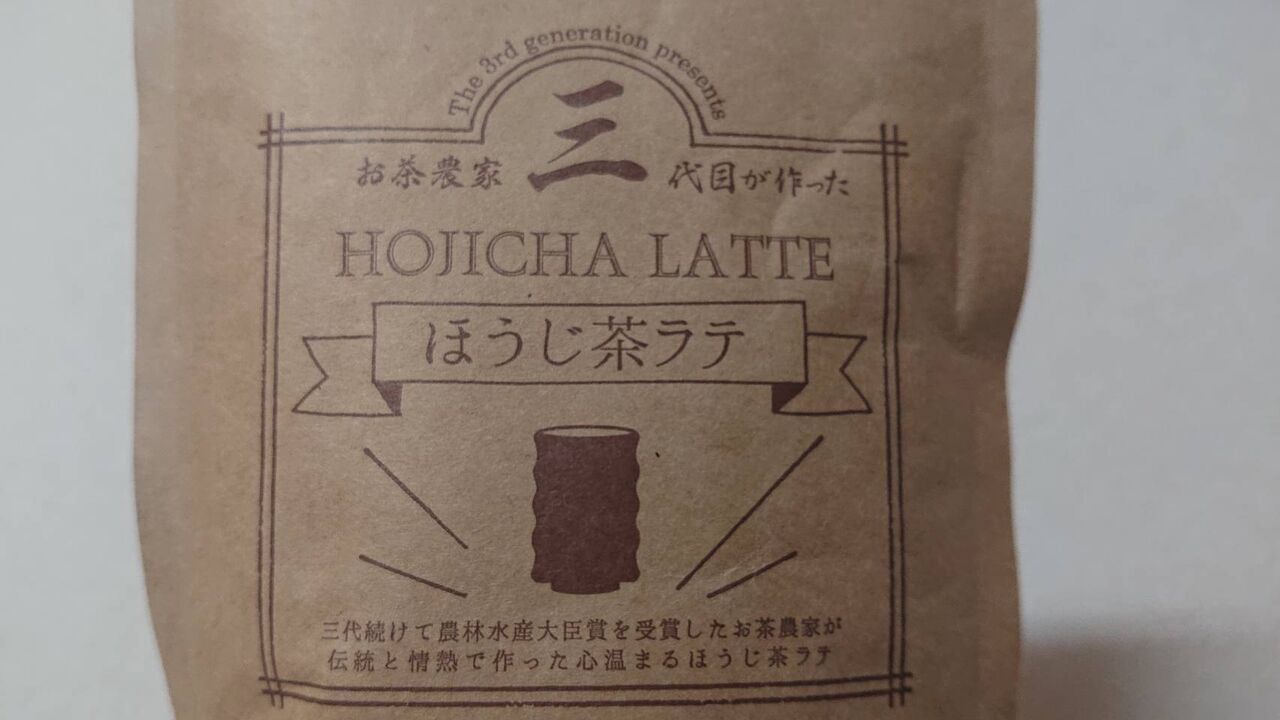 The 3rd generation presents
お茶農家 三 代目が作った
HOJICHA LATTE
ほうじ茶ラテ
三代続けて農林水産大臣賞を受賞したお茶農家が
伝統と情熱で作った心温まるほうじ茶ラテ